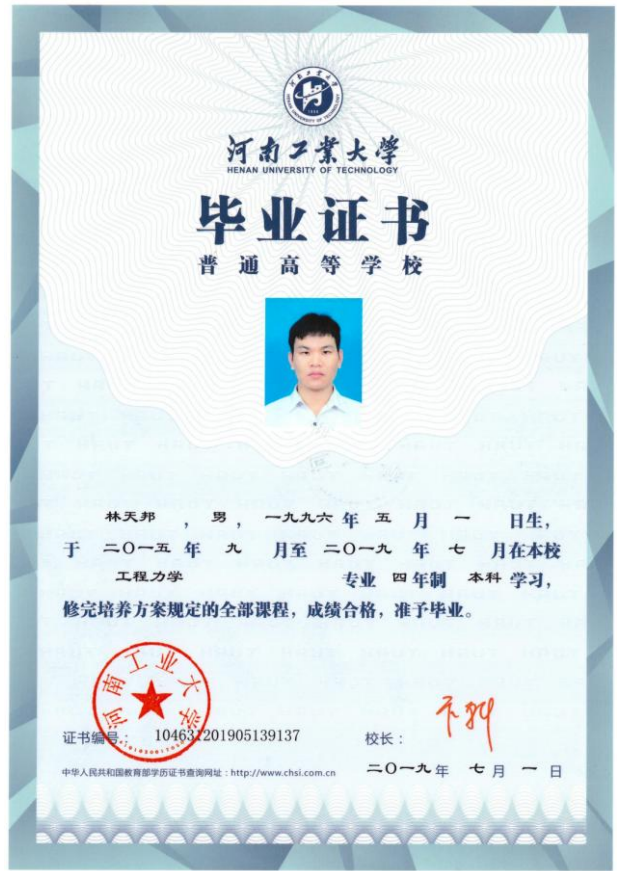 HENAN UNIVERSITY OF TECHNOLOGY
河南工業大學
HENAN UNIVERSITY OF TECHNOLOGY
毕业证书
普通高等学校
林天邦 ，男，一九九六 年 五 月 一 日生，
于 二〇一五 年 九 月至 二〇一九 年 七 月在本校
工程力学 专业 四 年制 本科 学习，
修完培养方案规定的全部课程，成绩合格，准予毕业。
河南工业大学
证书编号： 104631201905139137 校长：
中华人民共和国教育部学历证书查询网址：http://www.chsi.com.cn 二〇一九年 七 月 一 日